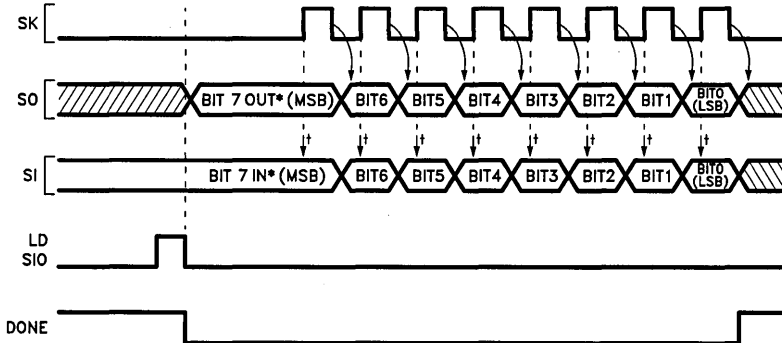 SK
SO
BIT 7 OUT* (MSB) BIT6 BIT5 BIT4 BIT3 BIT2 BIT1 BIT0
(LSB)
† † † † † † † †
SI
BIT 7 IN* (MSB) BIT6 BIT5 BIT4 BIT3 BIT2 BIT1 BIT0
(LSB)
LD
SIO
DONE